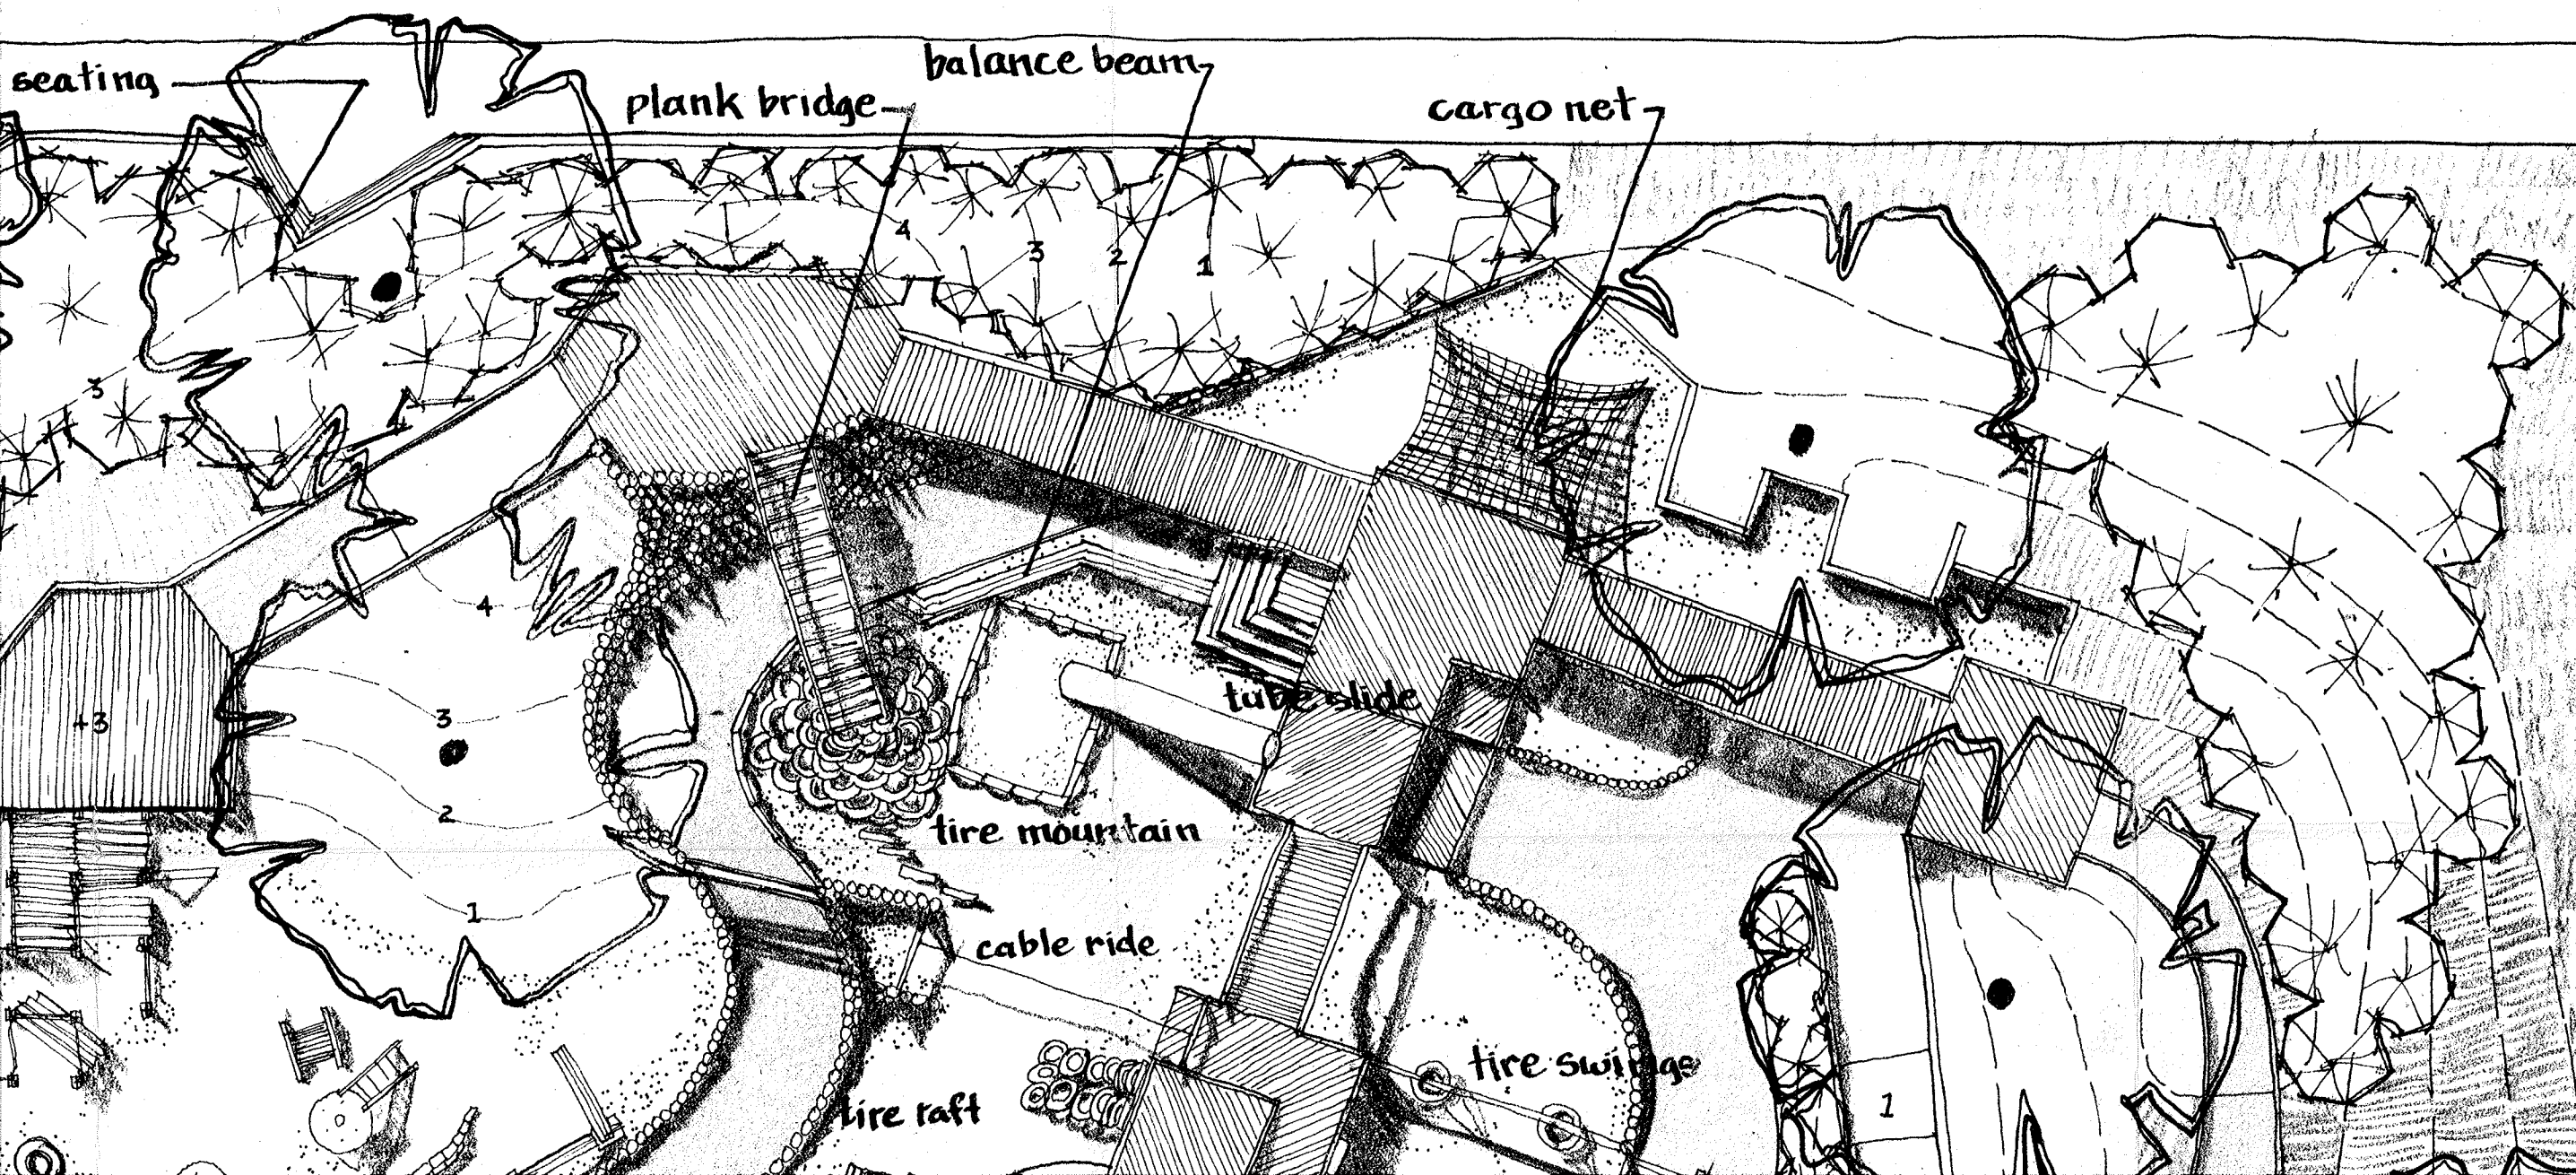 balance beam
seating
plank bridge
cargo net
4
3
2
1
3
4
3
+3
tube slide
2
tire mountain
1
cable ride
tire swings
1
tire raft